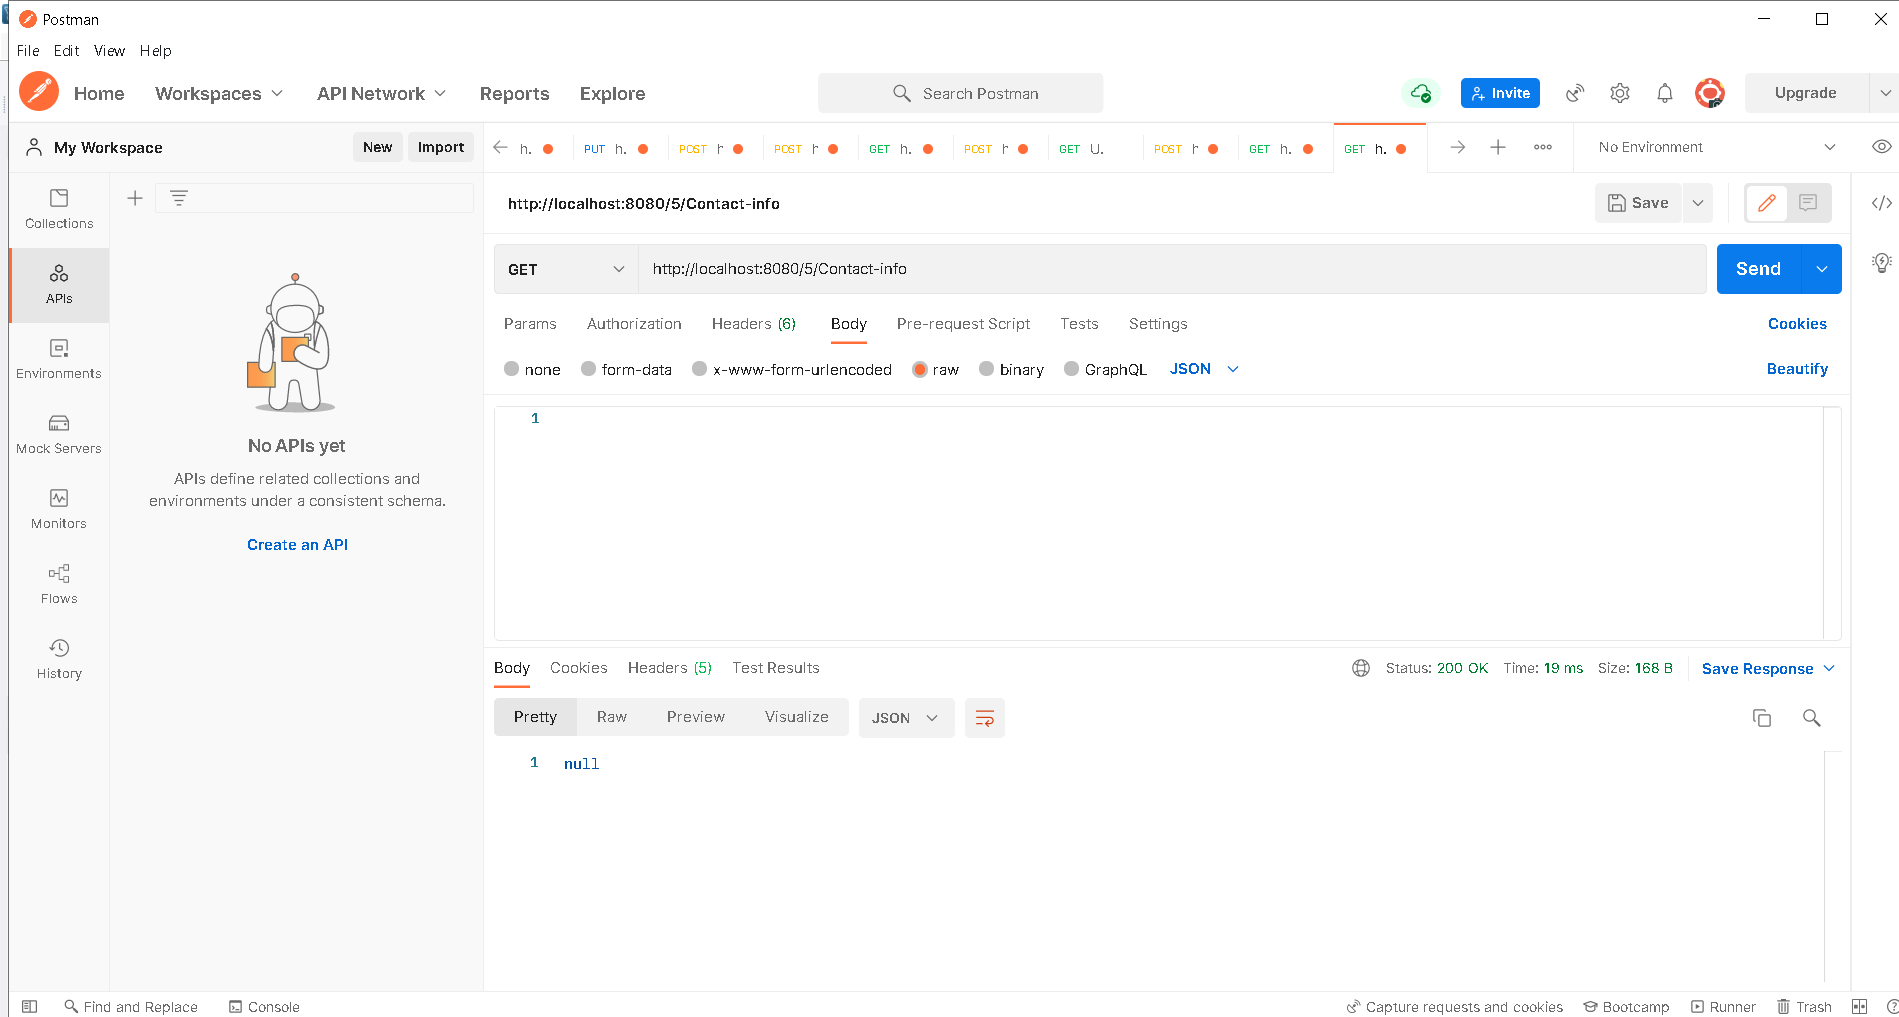 Postman
File Edit View Help
Home Workspaces API Network Reports Explore Search Postman Invite Upgrade
My Workspace New Import
h. PUT h. POST h POST h GET h. POST h GET U. POST h GET h. GET h. No Environment
Collections
APIs
Environments
Mock Servers
Monitors
Flows
History
No APIs yet
APIs define related collections and
environments under a consistent schema.
Create an API
http://localhost:8080/5/Contact-info Save
GET http://localhost:8080/5/Contact-info Send
Params Authorization Headers (6) Body Pre-request Script Tests Settings Cookies
none form-data x-www-form-urlencoded raw binary GraphQL JSON Beautify
1
Body Cookies Headers (5) Test Results Status: 200 OK Time: 19 ms Size: 168 B Save Response
Pretty Raw Preview Visualize JSON
1 null
Find and Replace Console Capture requests and cookies Bootcamp Runner Trash